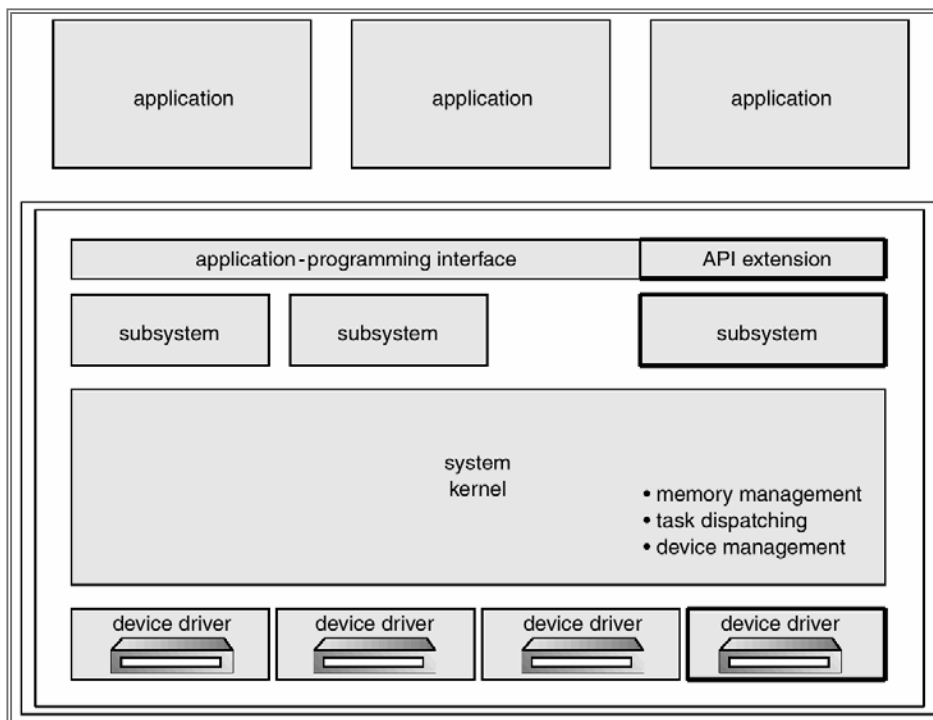 application
application
application
application-programming interface
API extension
subsystem
subsystem
subsystem
system
kernel
• memory management
• task dispatching
• device management
device driver
device driver
device driver
device driver